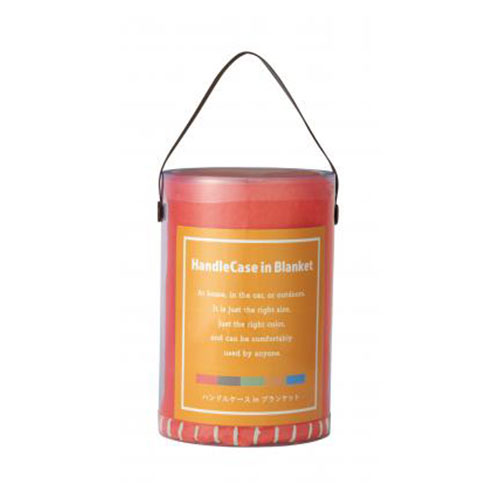 HandleCase in Blanket
At home, in the car, or outdoors.
It is just the right size,
just the right color,
and can be comfortably
used by anyone.
ハンドルケース in ブランケット